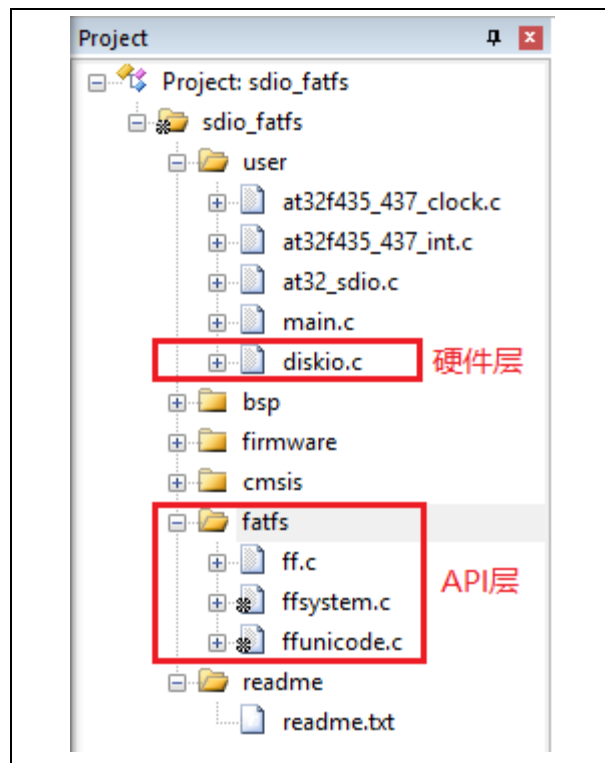 Project
Project: sdio_fatfs
sdio_fatfs
user
at32f435_437_clock.c
at32f435_437_int.c
at32_sdio.c
main.c
diskio.c 硬件层
bsp
firmware
cmsis
fatfs
ff.c
ffsystem.c API层
ffunicode.c
readme
readme.txt